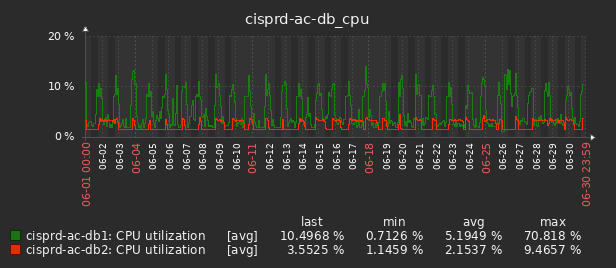 cisprd-ac-db_cpu
20 %
10 %
0 %
06-01 00:00 06-02 06-03 06-04 06-05 06-06 06-07 06-08 06-09 06-10 06-11 06-12 06-13 06-14 06-15 06-16 06-17 06-18 06-19 06-20 06-21 06-22 06-23 06-24 06-25 06-26 06-27 06-28 06-29 06-30 06-30 23:59
last min avg max
cisprd-ac-db1: CPU utilization [avg] 10.4968 % 0.7126 % 5.1949 % 70.818 %
cisprd-ac-db2: CPU utilization [avg] 3.5525 % 1.1459 % 2.1537 % 9.4657 %